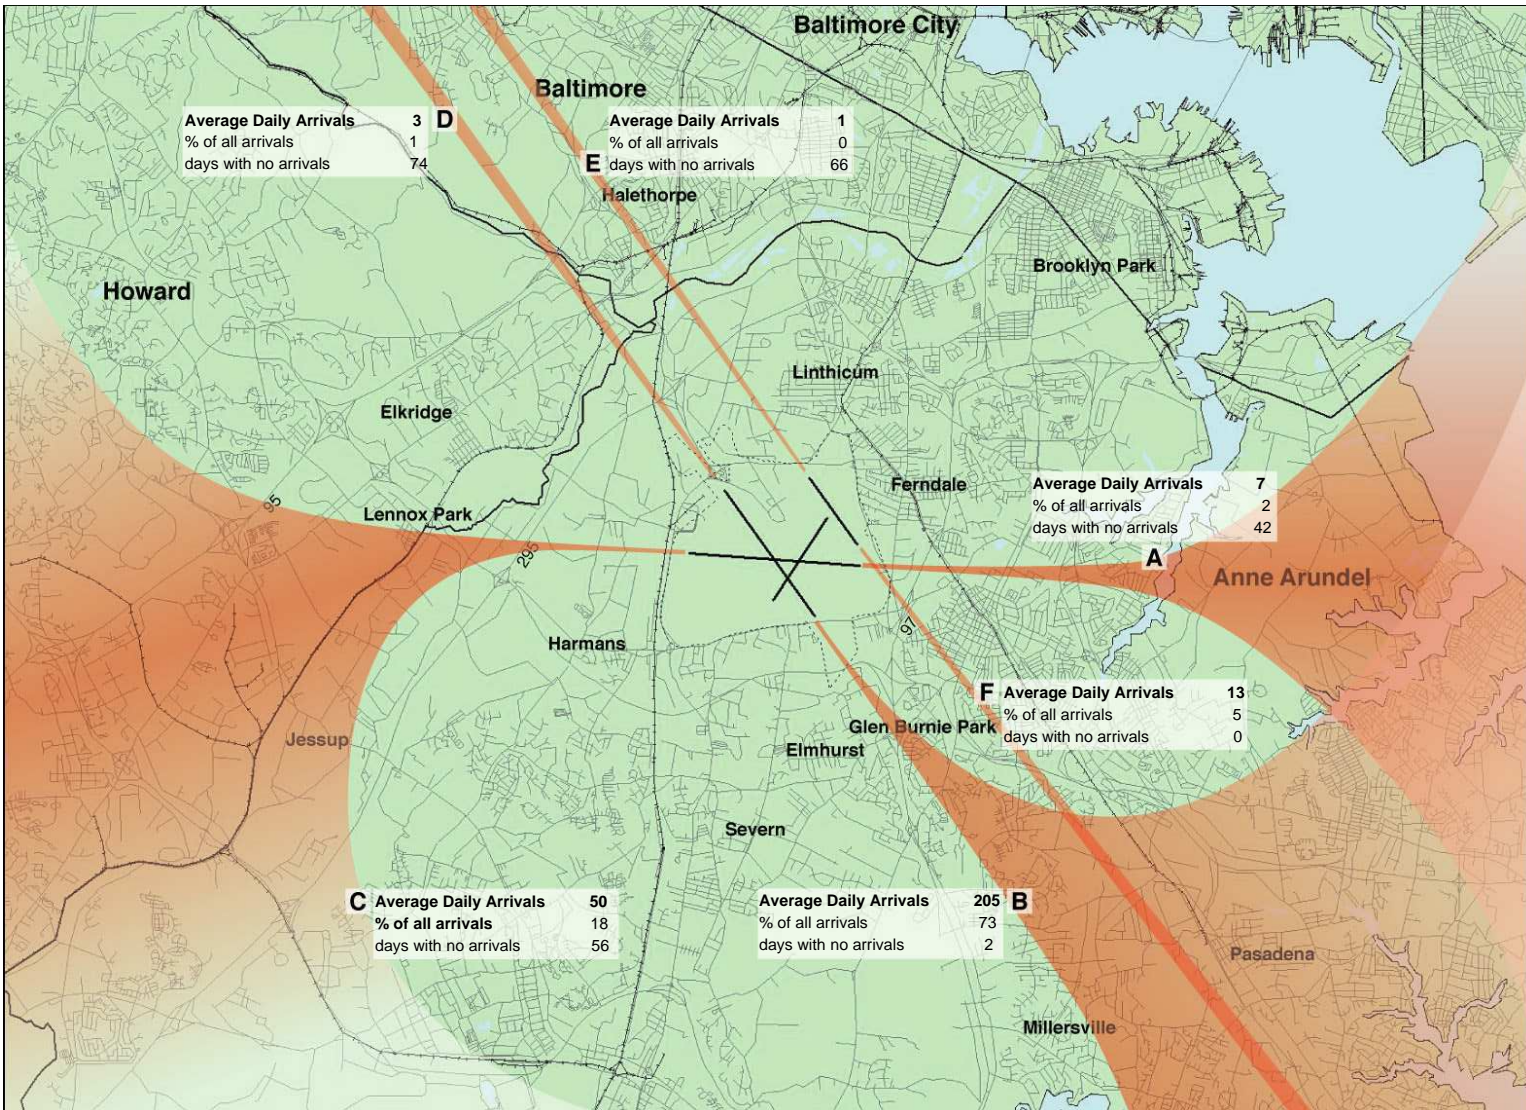 Baltimore City
Baltimore
Average Daily Arrivals 3
% of all arrivals 1
days with no arrivals 74
D
Average Daily Arrivals 1
% of all arrivals 0
days with no arrivals 66
E
Halethorpe
Brooklyn Park
Howard
Linthicum
Elkridge
Ferndale
Average Daily Arrivals 7
% of all arrivals 2
days with no arrivals 42
A
95
Lennox Park
295
Anne Arundel
97
Harmans
F
Average Daily Arrivals 13
% of all arrivals 5
days with no arrivals 0
Glen Burnie Park
Jessup
Elmhurst
Severn
C
Average Daily Arrivals 50
% of all arrivals 18
days with no arrivals 56
Average Daily Arrivals 205
% of all arrivals 73
days with no arrivals 2
B
Pasadena
Millersville